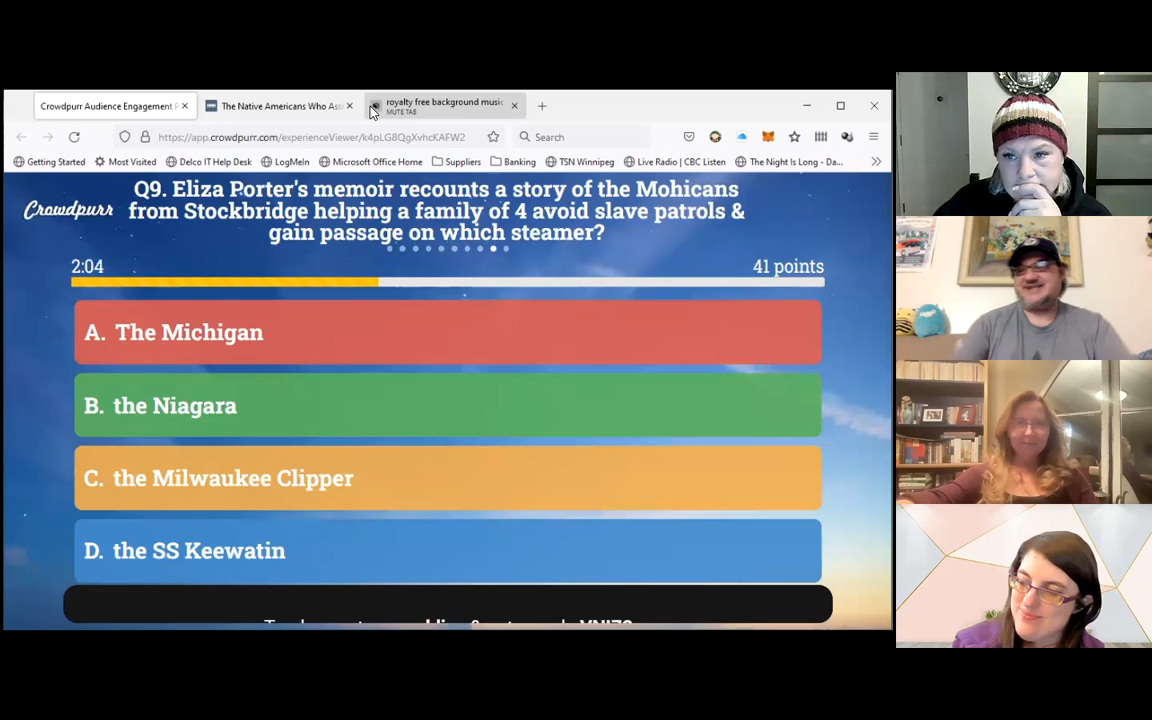 Crowdpurr Audience Engagement P
The Native Americans Who Assi
royalty free background music
MUTE TAB
https://app.crowdpurr.com/experienceViewer/k4pLG8QgXvhcKAFW2
Search
Getting Started
Most Visited
Delco IT Help Desk
LogMeIn
Microsoft Office Home
Suppliers
Banking
TSN Winnipeg
Live Radio | CBC Listen
The Night Is Long - Da...
Crowdpurr
Q9. Eliza Porter's memoir recounts a story of the Mohicans
from Stockbridge helping a family of 4 avoid slave patrols &
gain passage on which steamer?
2:04
41 points
A. The Michigan
B. the Niagara
C. the Milwaukee Clipper
D. the SS Keewatin